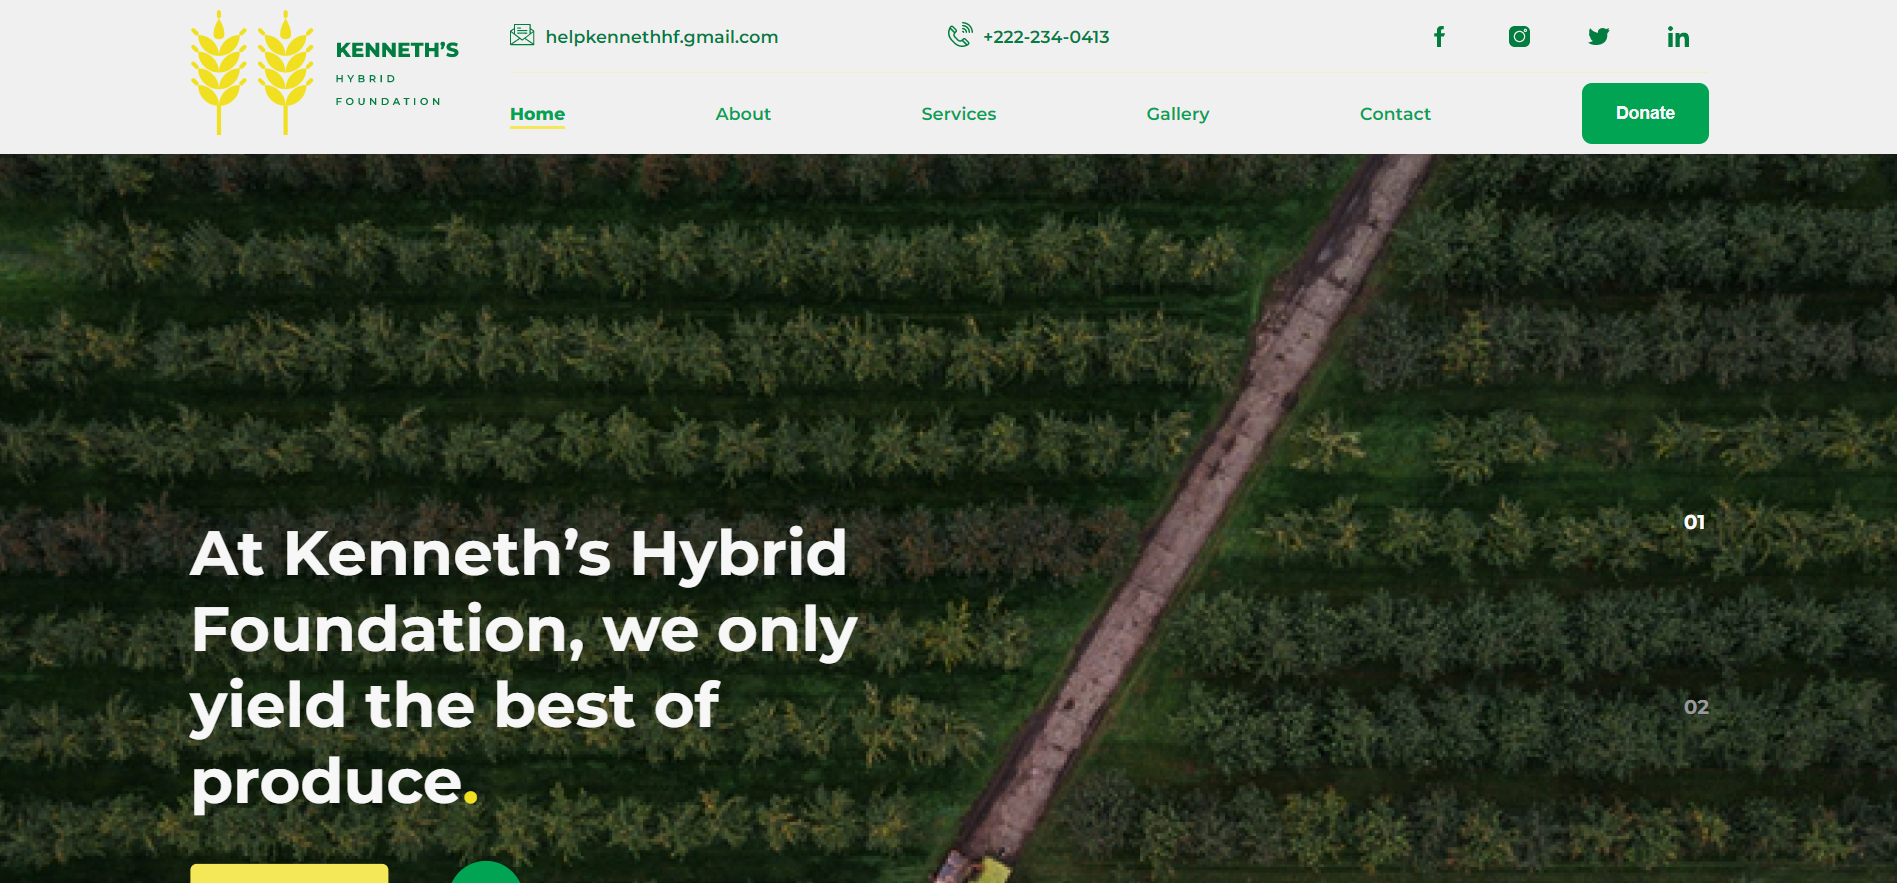 KENNETH’S
HYBRID
FOUNDATION
helpkennethhf.gmail.com
+222-234-0413
Home
About
Services
Gallery
Contact
Donate
At Kenneth’s Hybrid
Foundation, we only
yield the best of
produce.
01
02